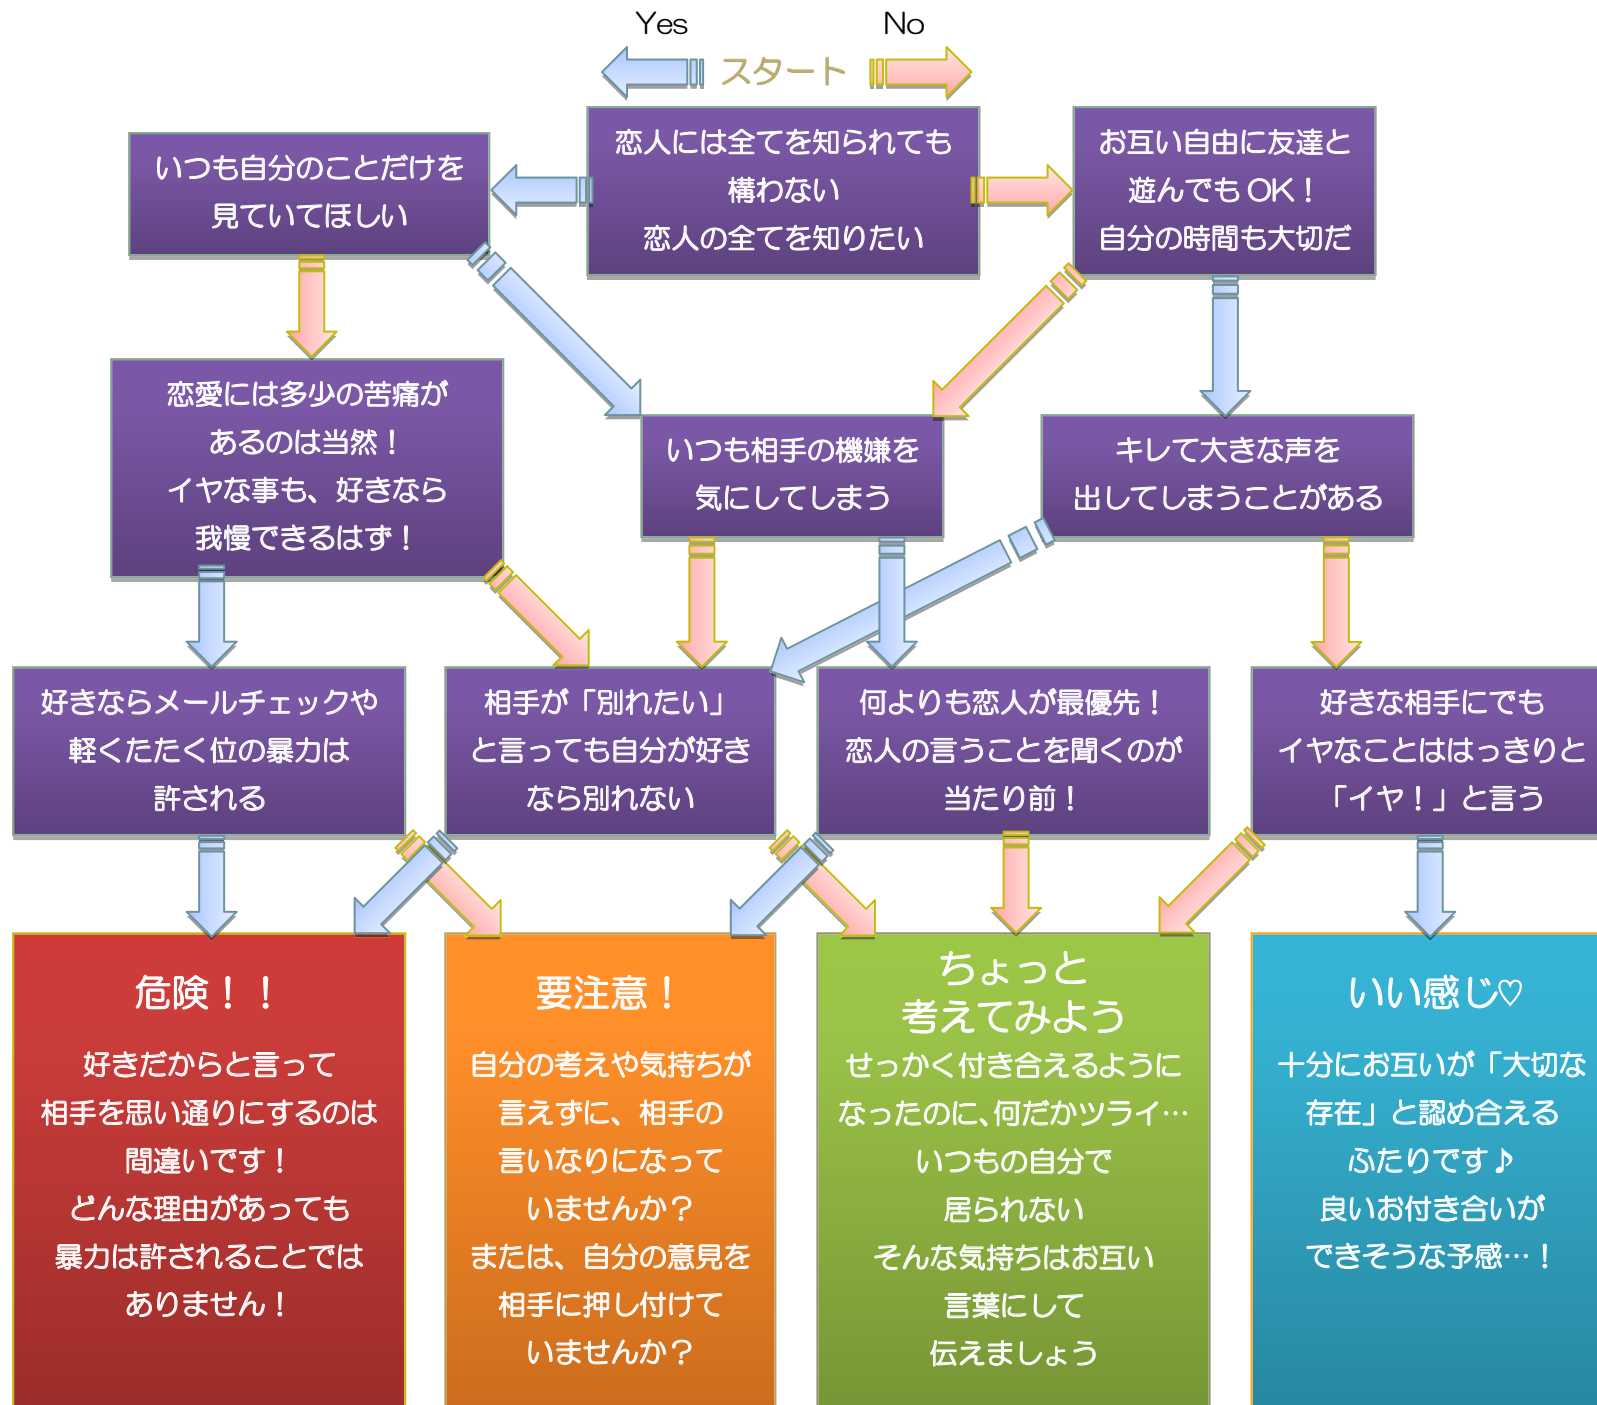 Yes No
スタート
恋人には全てを知られても
構わない
恋人の全てを知りたい
いつも自分のことだけを
見ていてほしい
お互い自由に友達と
遊んでもOK！
自分の時間も大切だ
恋愛には多少の苦痛が
あるのは当然！
イヤな事も、好きなら
我慢できるはず！
いつも相手の機嫌を
気にしてしまう
キレて大きな声を
出してしまうことがある
好きならメールチェックや
軽くたたく位の暴力は
許される
相手が「別れたい」
と言っても自分が好き
なら別れない
何よりも恋人が最優先！
恋人の言うことを聞くのが
当たり前！
好きな相手にでも
イヤなことははっきりと
「イヤ！」と言う
危険！！
好きだからと言って
相手を思い通りにするのは
間違いです！
どんな理由があっても
暴力は許されることでは
ありません！
要注意！
自分の考えや気持ちが
言えずに、相手の
言いなりになって
いませんか？
または、自分の意見を
相手に押し付けて
いませんか？
ちょっと
考えてみよう
せっかく付き合えるように
なったのに、何だかツライ…
いつもの自分で
居られない
そんな気持ちはお互い
言葉にして
伝えましょう
いい感じ♡
十分にお互いが「大切な
存在」と認め合える
ふたりです♪
良いお付き合いが
できそうな予感…！